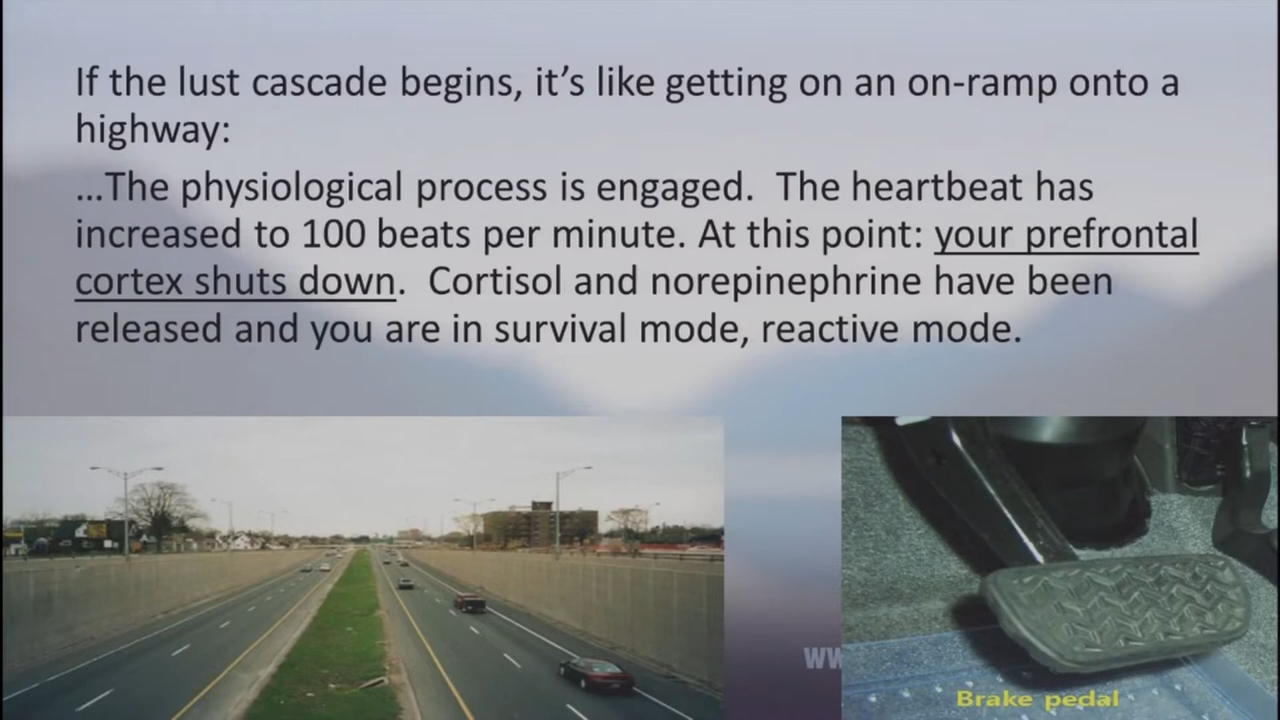 If the lust cascade begins, it's like getting on an on-ramp onto a
highway:
...The physiological process is engaged.  The heartbeat has
increased to 100 beats per minute. At this point: your prefrontal
cortex shuts down.  Cortisol and norepinephrine have been
released and you are in survival mode, reactive mode.
Brake pedal